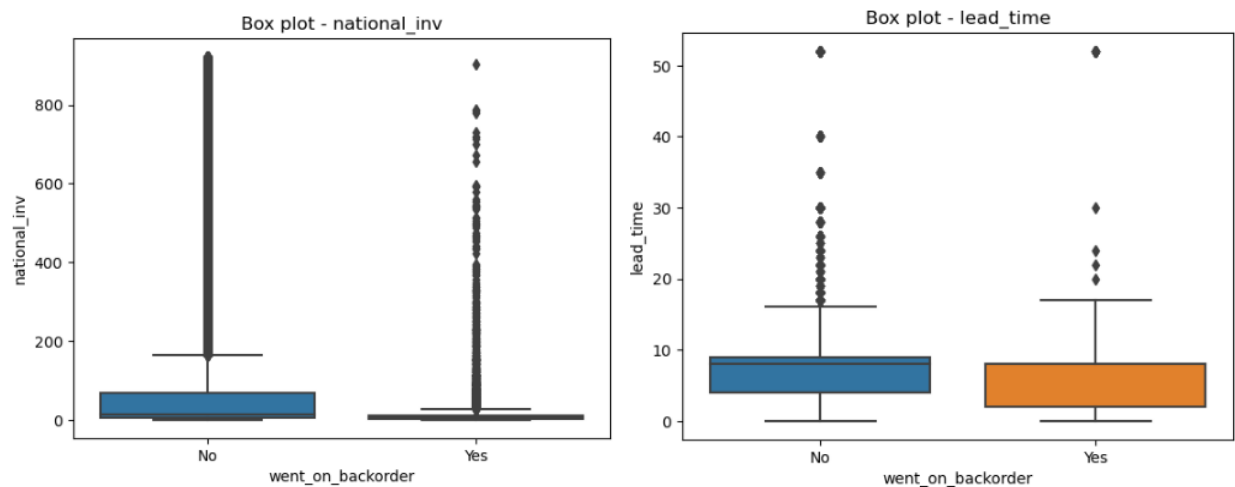 Box plot - national_inv
national_inv
800
600
400
200
0
No
Yes
went_on_backorder
Box plot - lead_time
lead_time
50
40
30
20
10
0
No
Yes
went_on_backorder